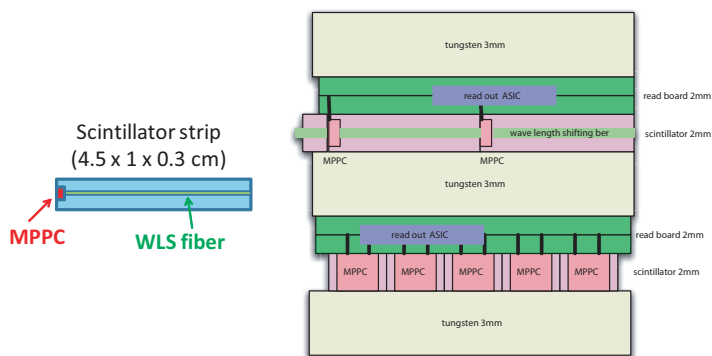 Scintillator strip
(4.5 x 1 x 0.3 cm)
MPPC
WLS fiber
tungsten 3mm
read out ASIC
read board 2mm
wave length shifting ber
scintillator 2mm
MPPC
MPPC
tungsten 3mm
read out ASIC
read board 2mm
MPPC
MPPC
MPPC
MPPC
MPPC
scintillator 2mm
tungsten 3mm